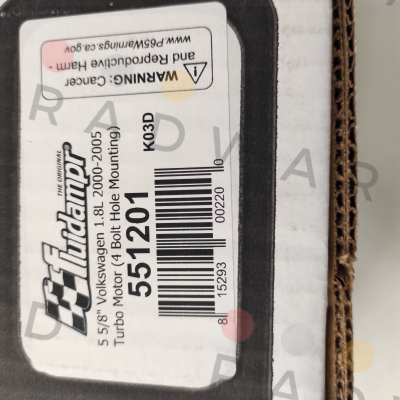 THE ORIGINAL
Fluidampr®
5 5/8" Volkswagen 1.8L 2000-2005
Turbo Motor (4 Bolt Hole Mounting)
551201
K03D
8 15293 00220 0
WARNING: Cancer
and Reproductive Harm -
www.P65Warnings.ca.gov
RADWAR
RADWAR